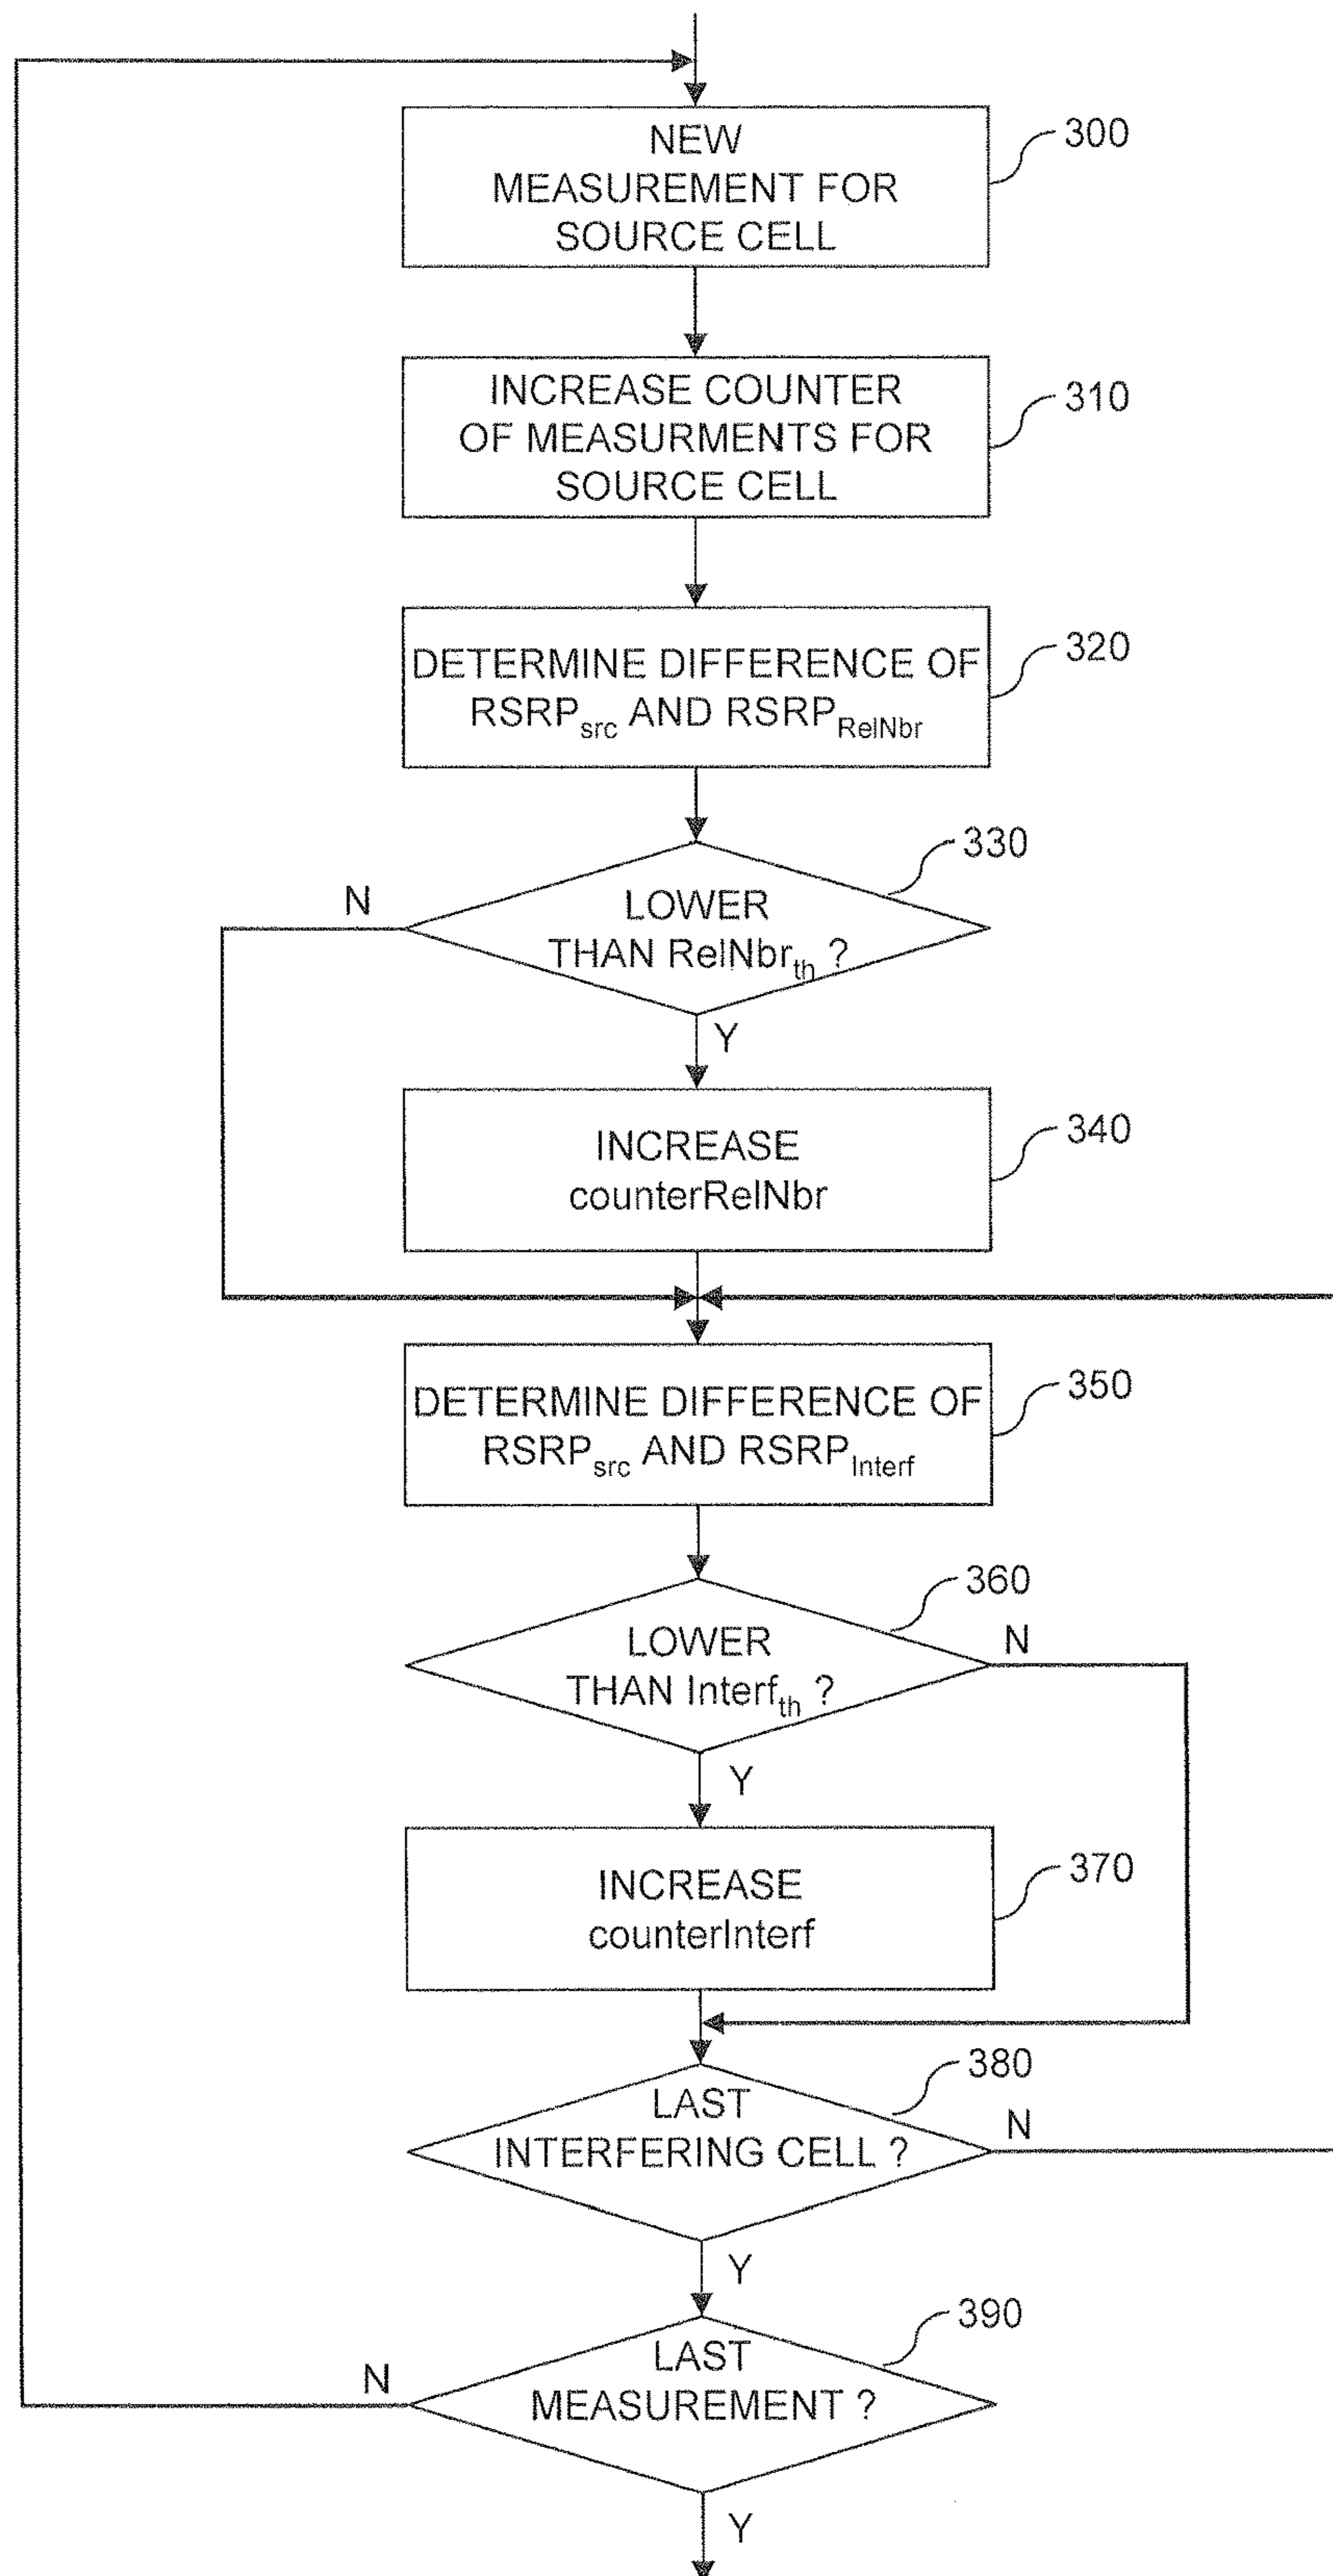 NEW
MEASUREMENT FOR
SOURCE CELL
300
INCREASE COUNTER
OF MEASURMENTS FOR
SOURCE CELL
310
DETERMINE DIFFERENCE OF
RSRPsrc AND RSRPRelNbr
320
330
N
LOWER
THAN RelNbrth ?
Y
INCREASE
counterRelNbr
340
DETERMINE DIFFERENCE OF
RSRPsrc AND RSRPInterf
350
360
LOWER
THAN Interfth ?
N
Y
INCREASE
counterInterf
370
380
LAST
INTERFERING CELL ?
N
Y
390
LAST
MEASUREMENT ?
N
Y